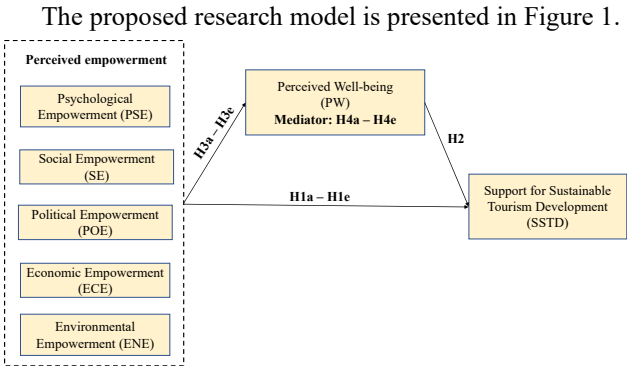 The proposed research model is presented in Figure 1.
Perceived empowerment
Psychological
Empowerment (PSE)
Social Empowerment
(SE)
Political Empowerment
(POE)
Economic Empowerment
(ECE)
Environmental
Empowerment (ENE)
H3a – H3e
Perceived Well-being
(PW)
Mediator: H4a – H4e
H2
H1a – H1e
Support for Sustainable
Tourism Development
(SSTD)